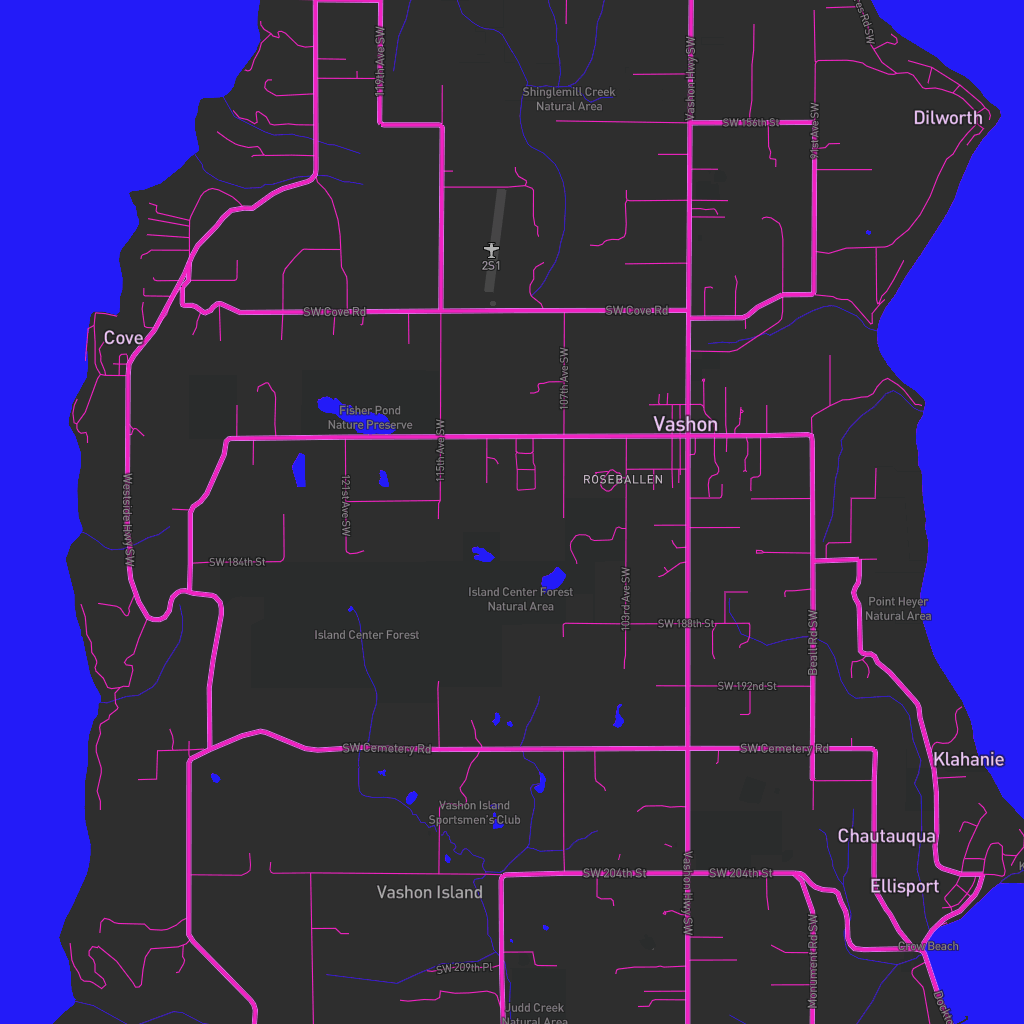 119th Ave SW
Vashon Hwy SW
Shinglemill Creek
Natural Area
Dilworth
SW 156th St
91st Ave SW
2S1
SW Cove Rd
SW Cove Rd
Cove
107th Ave SW
Fisher Pond
Nature Preserve
Vashon
115th Ave SW
ROSEBALLEN
121st Ave SW
Westside Hwy SW
SW 184th St
Island Center Forest
Natural Area
103rd Ave SW
Point Heyer
Natural Area
Island Center Forest
SW 188th St
Beall Rd SW
SW 192nd St
SW Cemetery Rd
SW Cemetery Rd
Klahanie
Vashon Island
Sportsmen's Club
Chautauqua
SW 204th St
SW 204th St
Vashon Hwy SW
Ellisport
Vashon Island
Monument Rd SW
Crow Beach
SW 209th Pl
Judd Creek
Natural Area